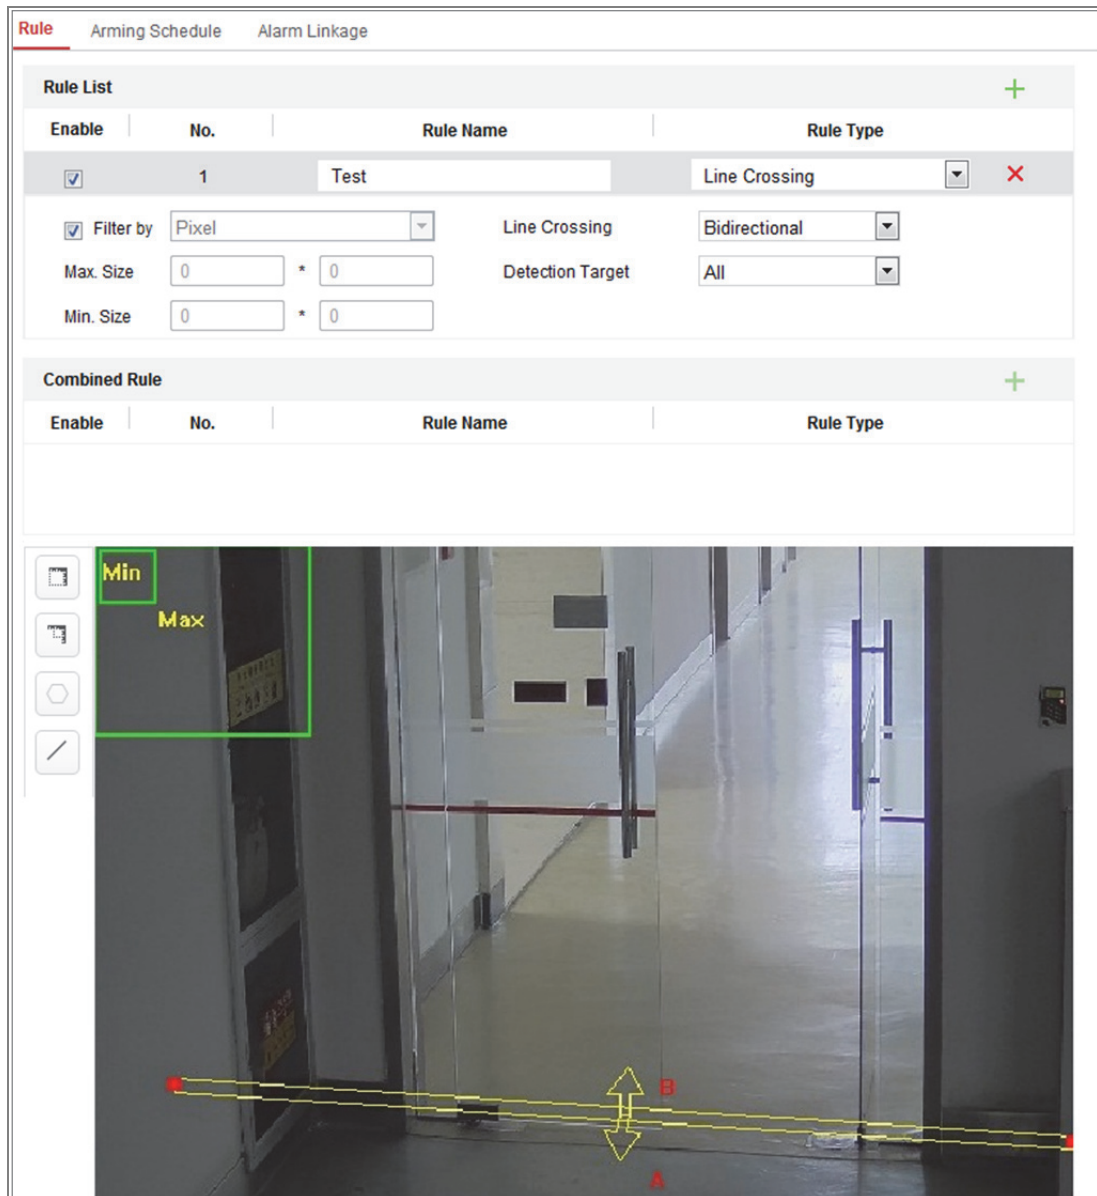 Rule Arming Schedule Alarm Linkage
Rule List
Enable No. Rule Name Rule Type
1 Test Line Crossing
Filter by Pixel Line Crossing Bidirectional
Max. Size 0 * 0 Detection Target All
Min. Size 0 * 0
Combined Rule
Enable No. Rule Name Rule Type
Min
Max
B
A